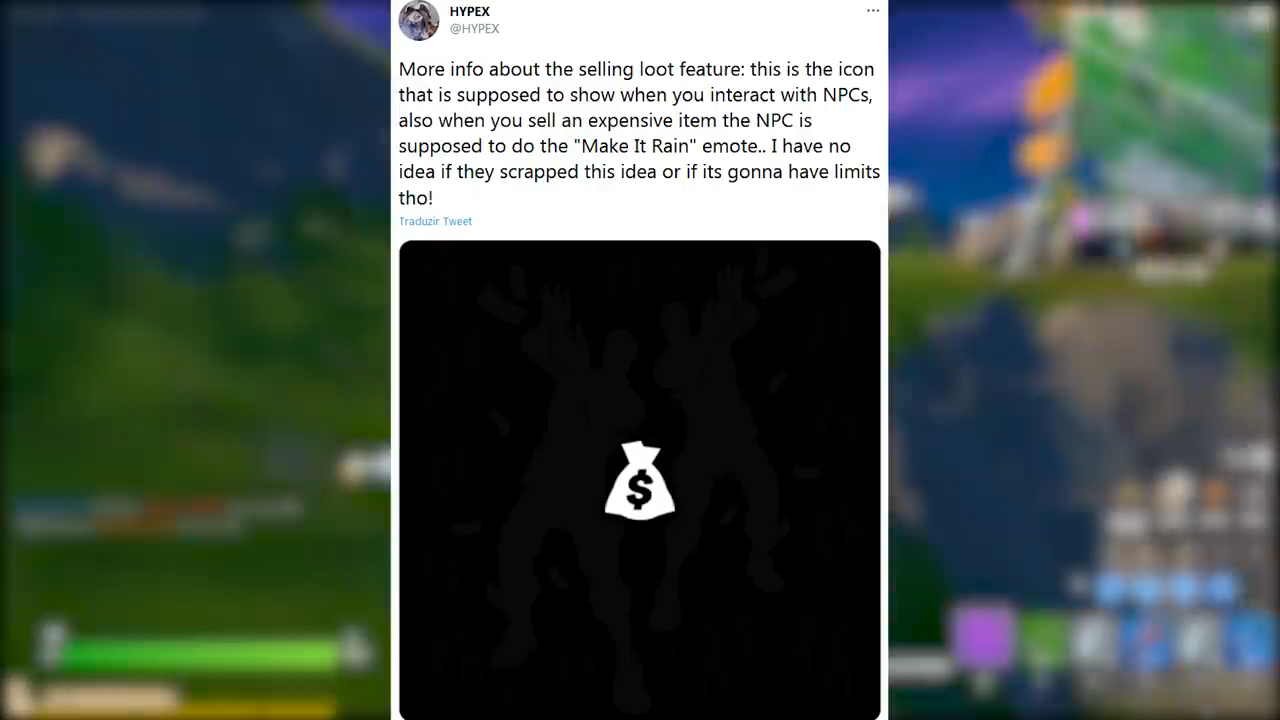 HYPEX
@HYPEX
More info about the selling loot feature: this is the icon
that is supposed to show when you interact with NPCs,
also when you sell an expensive item the NPC is
supposed to do the "Make It Rain" emote.. I have no
idea if they scrapped this idea or if its gonna have limits
tho!
Traduzir Tweet
$